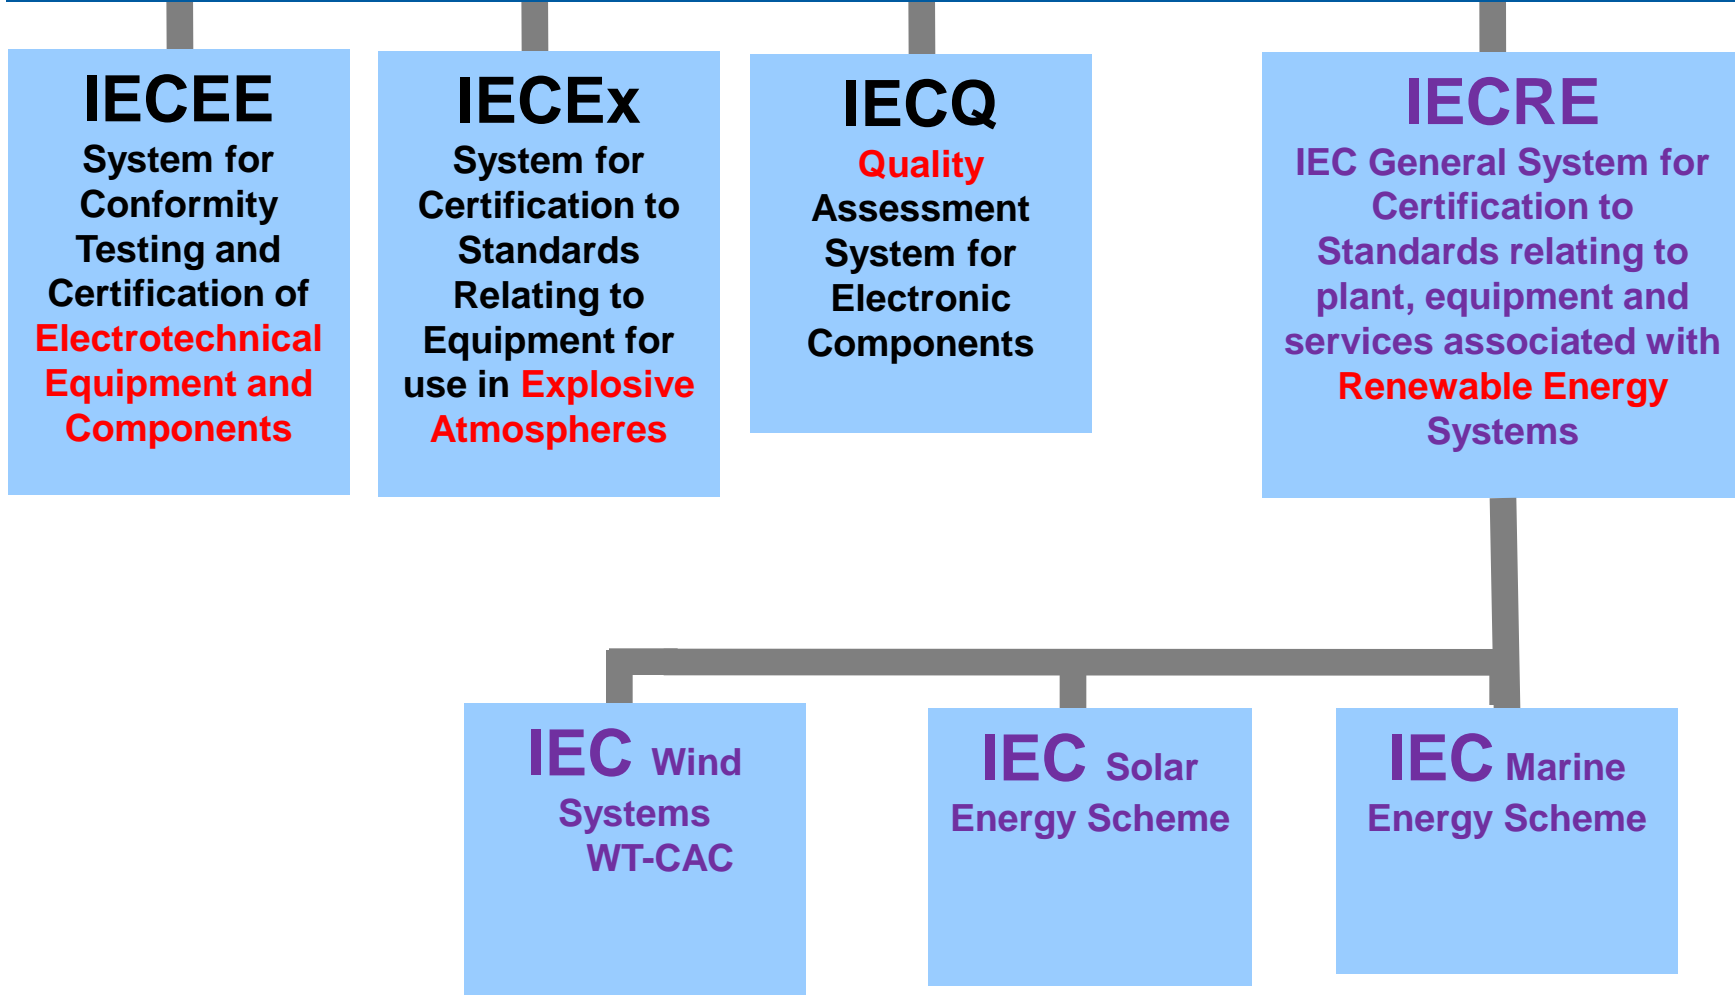 IECEE
System for
Conformity
Testing and
Certification of
Electrotechnical
Equipment and
Components
IECEx
System for
Certification to
Standards
Relating to
Equipment for
use in Explosive
Atmospheres
IECQ
Quality
Assessment
System for
Electronic
Components
IECRE
IEC General System for
Certification to
Standards relating to
plant, equipment and
services associated with
Renewable Energy
Systems
IEC Wind
Systems
WT-CAC
IEC Solar
Energy Scheme
IEC Marine
Energy Scheme